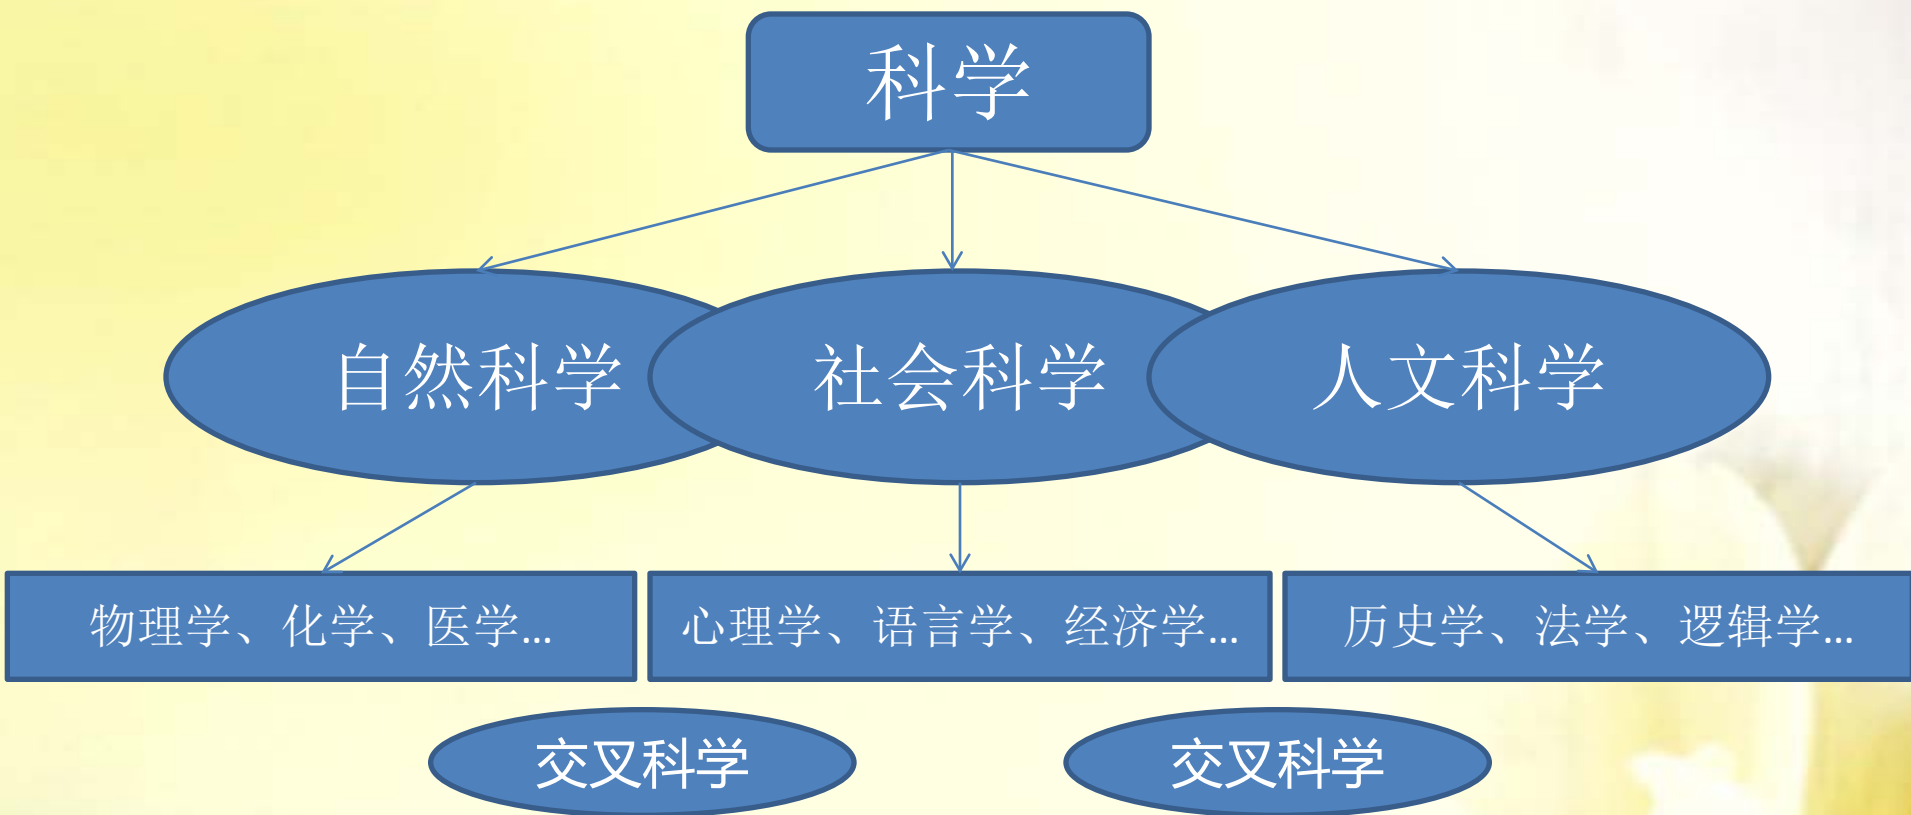 科学
自然科学
社会科学
人文科学
物理学、化学、医学...
心理学、语言学、经济学...
历史学、法学、逻辑学...
交叉科学
交叉科学